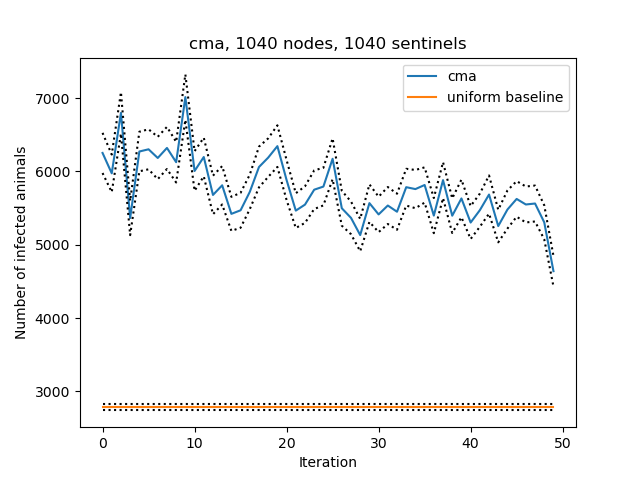 cma, 1040 nodes, 1040 sentinels
cma
uniform baseline
Number of infected animals
7000
6000
5000
4000
3000
0
10
20
30
40
50
Iteration